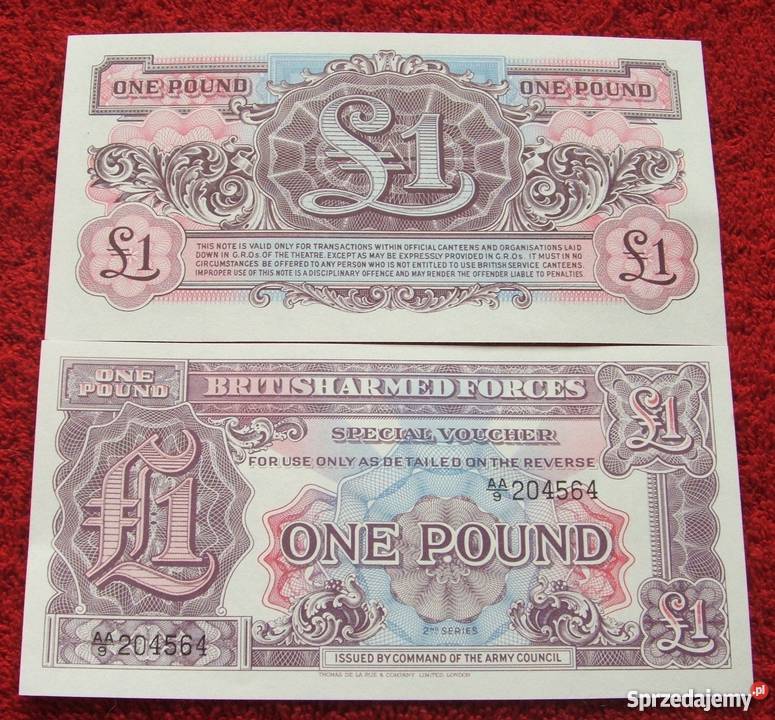 ONE POUND ONE POUND
£1
£1 £1
THIS NOTE IS VALID ONLY FOR TRANSACTIONS WITHIN OFFICIAL CANTEENS AND ORGANISATIONS LAID
DOWN IN G.R.Os. OF THE THEATRE. EXCEPT AS MAY BE EXPRESSLY PROVIDED IN G.R.Os. IT MUST IN NO
CIRCUMSTANCES BE OFFERED TO ANY PERSON WHO IS NOT ENTITLED TO USE BRITISH SERVICE CANTEENS.
IMPROPER USE OF THIS NOTE IS A DISCIPLINARY OFFENCE AND MAY RENDER THE OFFENDER LIABLE TO PENALTIES.
ONE
POUND
BRITISH ARMED FORCES
£1
SPECIAL VOUCHER
FOR USE ONLY AS DETAILED ON THE REVERSE
AA/9 204564
£1
ONE POUND
2ND SERIES
AA/9 204564
£1
ISSUED BY COMMAND OF THE ARMY COUNCIL
THOMAS DE LA RUE & COMPANY, LIMITED, LONDON
Sprzedajemy.pl